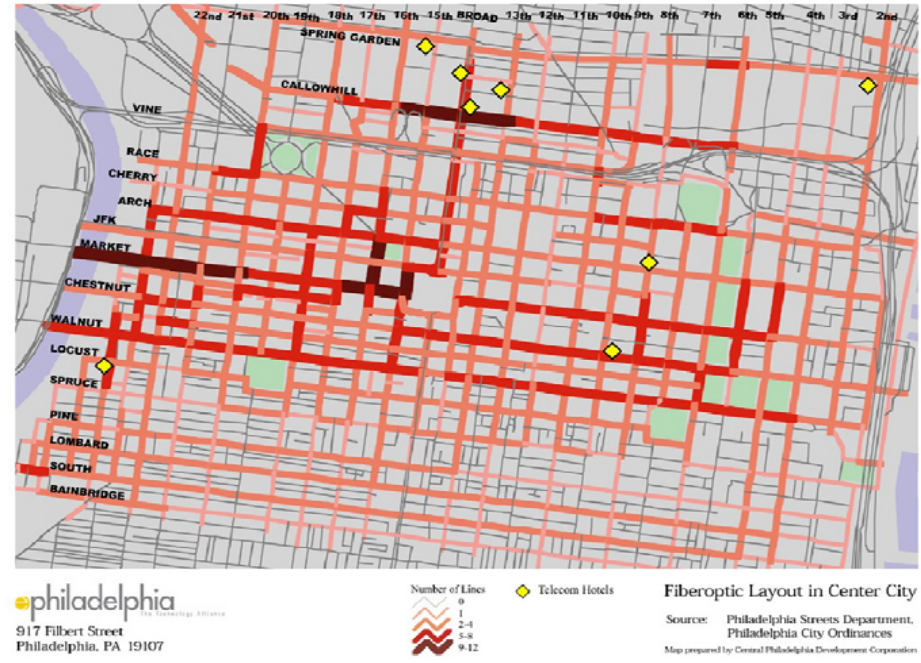 22nd 21st 20th 19th 18th 17th 16th 15th BROAD 13th 12th 11th 10th 9th 8th 7th 6th 5th 4th 3rd 2nd
SPRING GARDEN
CALLOWHILL
VINE
RACE
CHERRY
ARCH
JFK
MARKET
CHESTNUT
WALNUT
LOCUST
SPRUCE
PINE
LOMBARD
SOUTH
BAINBRIDGE
ephiladelphia
The Technology Alliance
917 Filbert Street
Philadelphia, PA 19107
Number of Lines
0
1
2-4
5-8
9-12
Telecom Hotels
Fiberoptic Layout in Center City
Source: Philadelphia Streets Department,
Philadelphia City Ordinances
Map prepared by Central Philadelphia Development Corporation